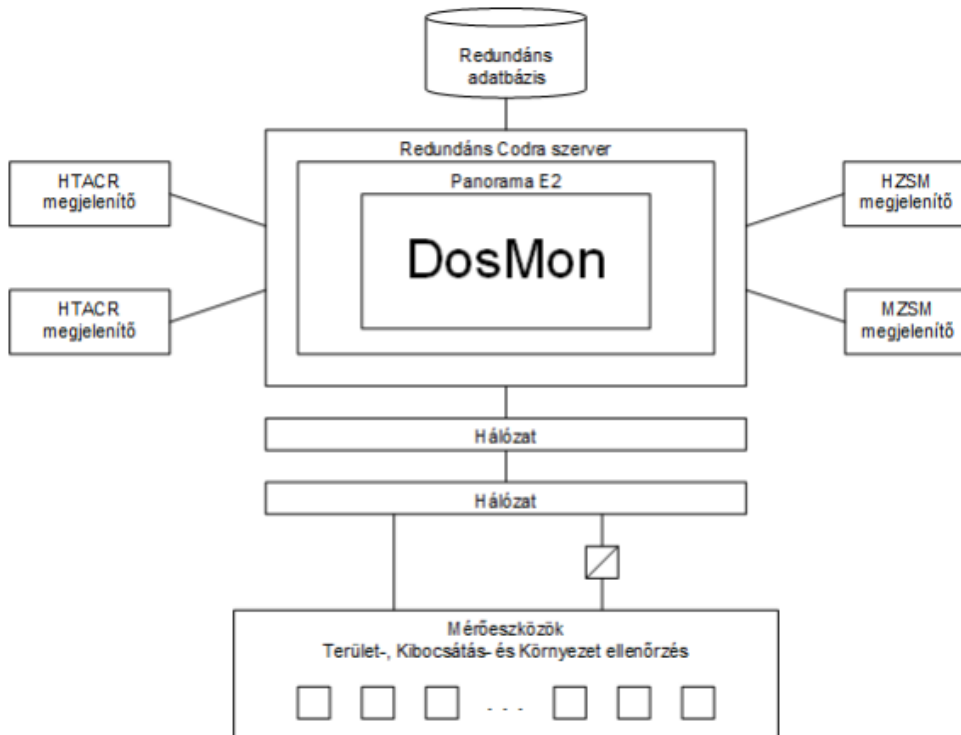 Redundáns
adatbázis
Redundáns Codra szerver
Panorama E2
DosMon
HTACR
megjelenítő
HZSM
megjelenítő
HTACR
megjelenítő
MZSM
megjelenítő
Hálózat
Hálózat
Mérőeszközök
Terület-, Kibocsátás- és Környezet ellenőrzés
- - -